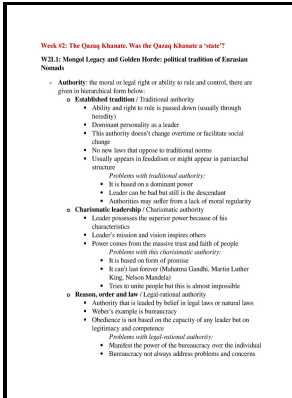 Week #2: The Qazaq Khanate. Was the Qazaq Khanate a 'state'?
W2L1: Mongol Legacy and Golden Horde: political tradition of Eurasian
Nomads
- Authority: the moral or legal right or ability to rule and control, there are
given in hierarchical form below:
o Established tradition / Traditional authority
▪ Ability and right to rule is passed down (usually through
heredity)
▪ Dominant personality as a leader
▪ This authority doesn't change overtime or facilitate social
change
▪ No new laws that oppose to traditional norms
▪ Usually appears in feudalism or might appear in patriarchal
structure
Problems with traditional authority:
• It is based on a dominant power
• Leader can be bad but still is the descendant
• Authorities may suffer from a lack of moral regularity
o Charismatic leadership / Charismatic authority
▪ Leader possesses the superior power because of his
characteristics
▪ Leader's mission and vision inspires others
▪ Power comes from the massive trust and faith of people
Problems with this charisimatic authority:
• It is based on form of promise
• It can't last forever (Mahatma Gandhi, Martin Luther
King, Nelson Mandela)
• Tries to unite people but this is almost impossible
o Reason, order and law / Legal-rational authority
▪ Authority that is leaded by belief in legal laws or natural laws
▪ Weber's example is bureaucracy
▪ Obedience is not based on the capacity of any leader but on
legitimacy and competence
Problems with legal-rational authority:
• Manifest the power of the bureaucracy over the individual
• Bureaucracy not always address problems and concerns